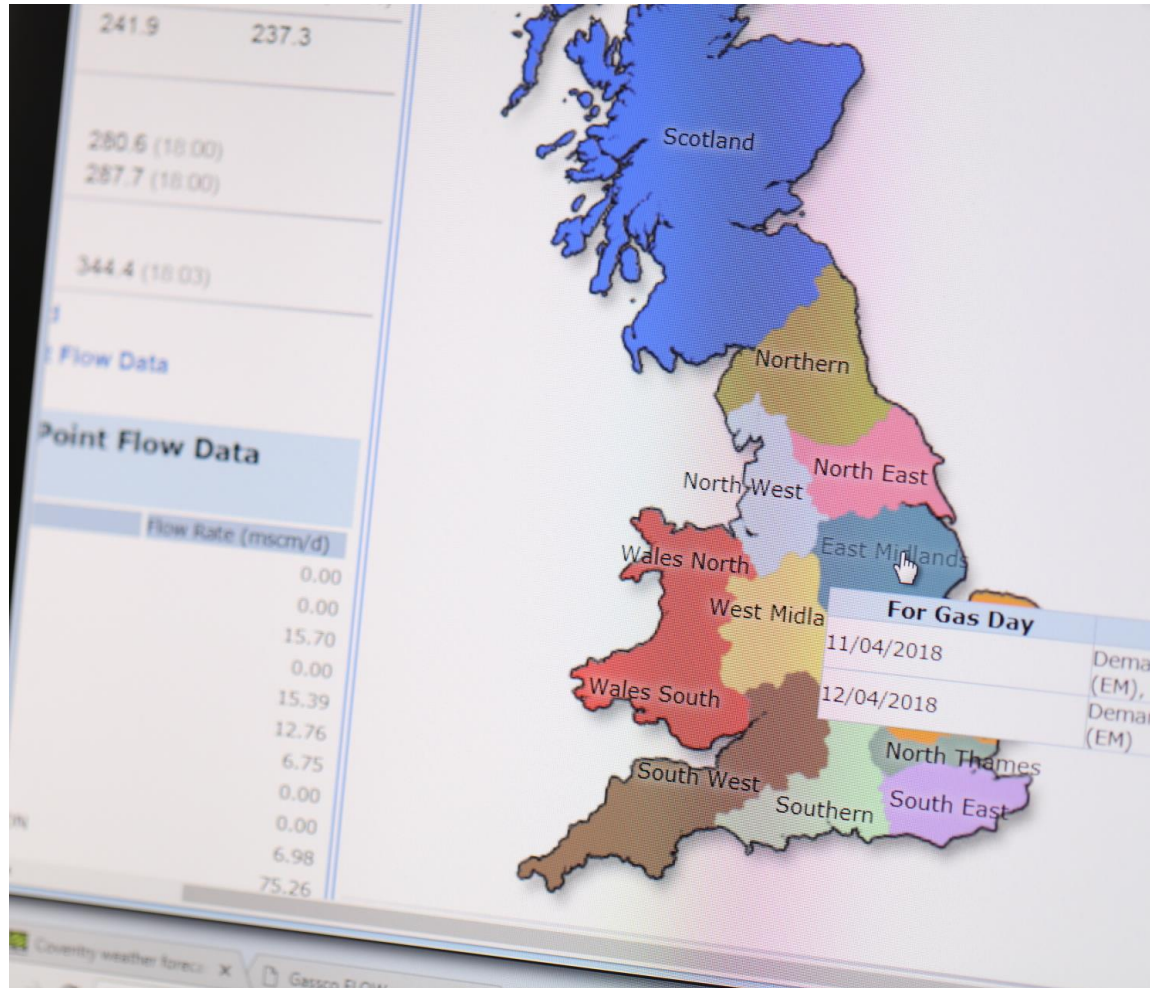 241.9 237.3
280.6 (18:00)
287.7 (18:00)
344.4 (18:03)
Flow Data
Point Flow Data
Flow Rate (mscm/d)
0.00
0.00
15.70
0.00
15.39
12.76
6.75
0.00
0.00
6.98
75.26
Scotland
Northern
North East
North West
East Midlands
Wales North
West Midla
For Gas Day
11/04/2018
Dema
(EM),
12/04/2018
Demar
(EM)
Wales South
North Thames
South West
South East
Southern
Coventry weather foreca x
Gassco FLOW